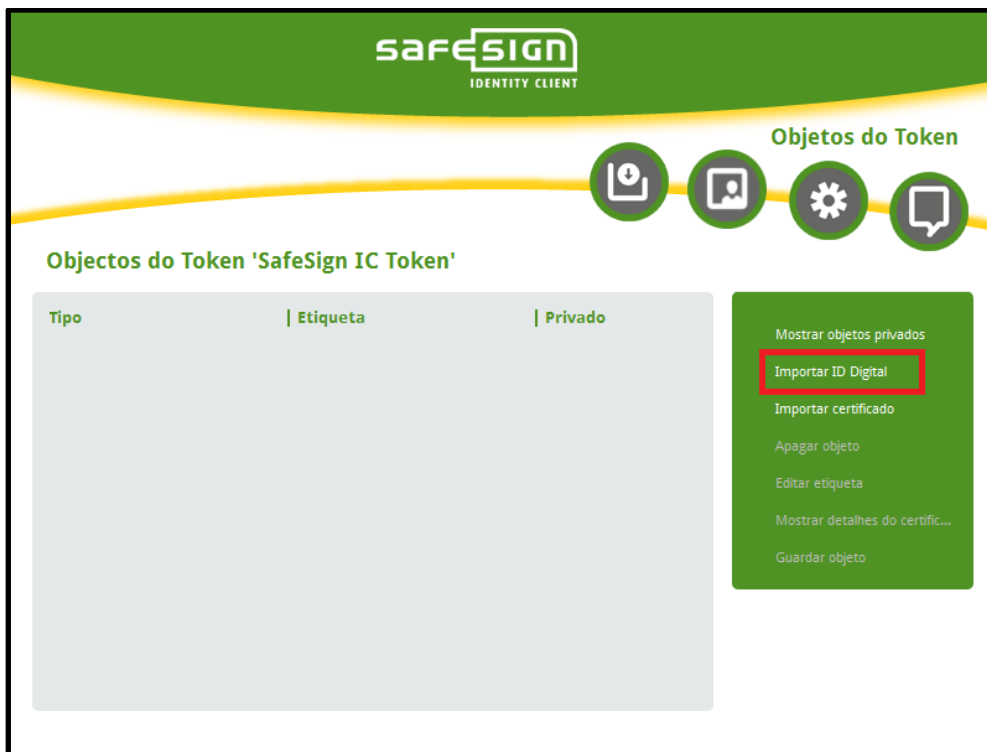 safesign
IDENTITY CLIENT
Objetos do Token
Objectos do Token 'SafeSign IC Token'
Tipo | Etiqueta | Privado
Mostrar objetos privados
Importar ID Digital
Importar certificado
Apagar objeto
Editar etiqueta
Mostrar detalhes do certific...
Guardar objeto